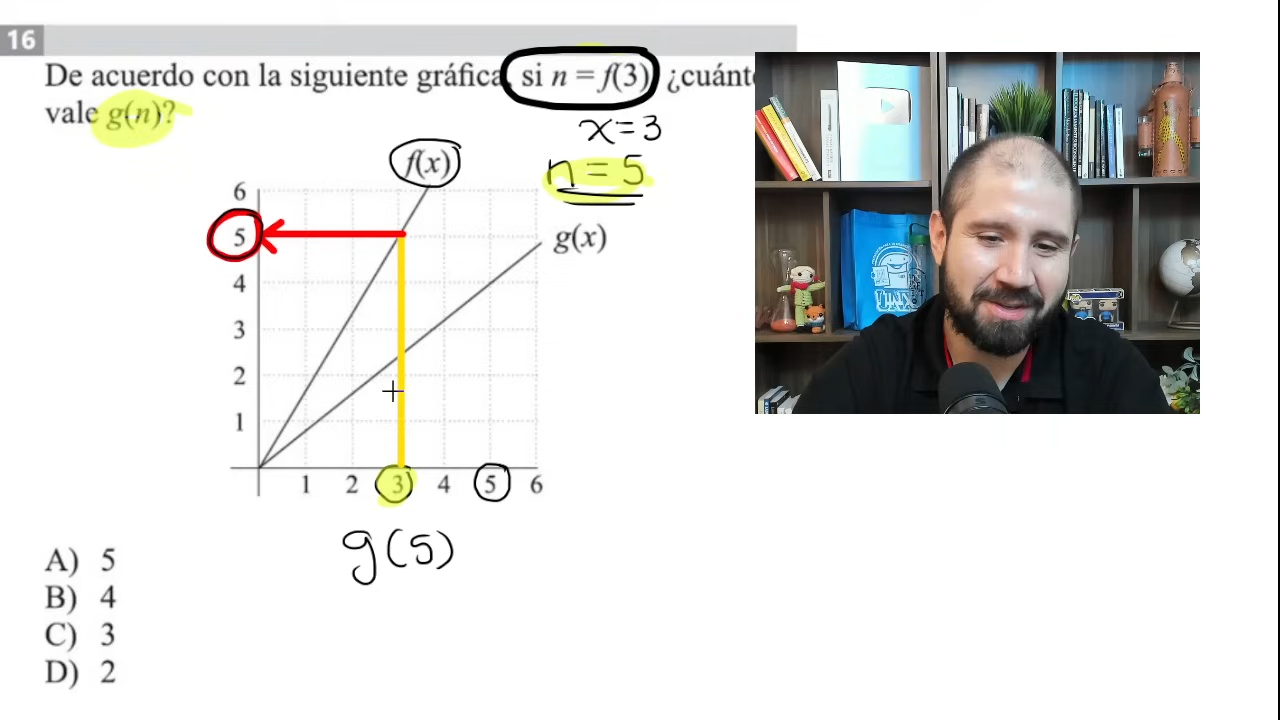 16
De acuerdo con la siguiente gráfica, si n = f(3) ¿cuánt
vale g(n)?
x=3
n = 5
f(x)
g(x)
6
5
4
3
2
1
1 2 3 4 5 6
g(5)
A) 5
B) 4
C) 3
D) 2